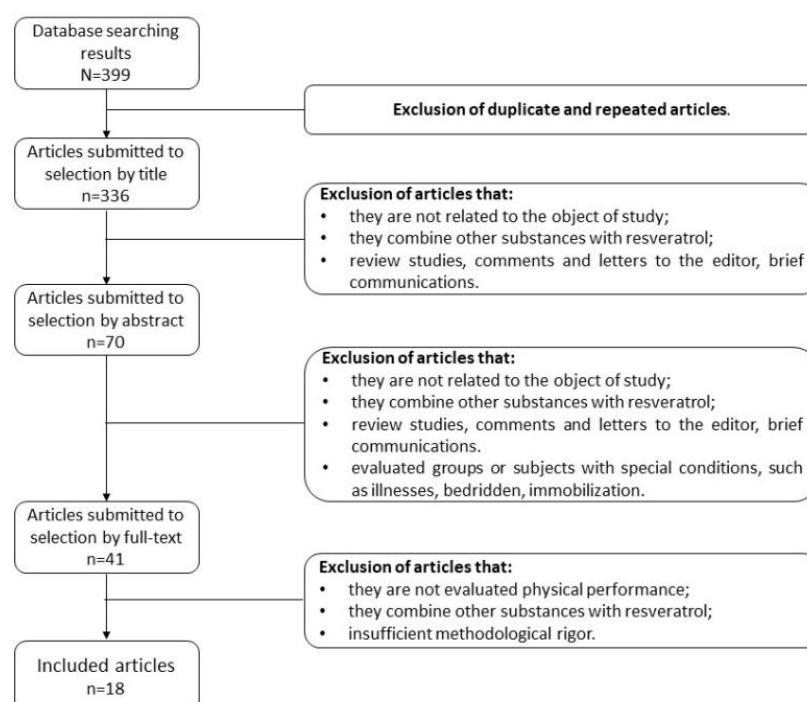 Database searching
results
N=399
Exclusion of duplicate and repeated articles.
Articles submitted to
selection by title
n=336
Exclusion of articles that:
• they are not related to the object of study;
• they combine other substances with resveratrol;
• review studies, comments and letters to the editor, brief
communications.
Articles submitted to
selection by abstract
n=70
Exclusion of articles that:
• they are not related to the object of study;
• they combine other substances with resveratrol;
• review studies, comments and letters to the editor, brief
communications.
• evaluated groups or subjects with special conditions, such
as illnesses, bedridden, immobilization.
Articles submitted to
selection by full-text
n=41
Exclusion of articles that:
• they are not evaluated physical performance;
• they combine other substances with resveratrol;
• insufficient methodological rigor.
Included articles
n=18